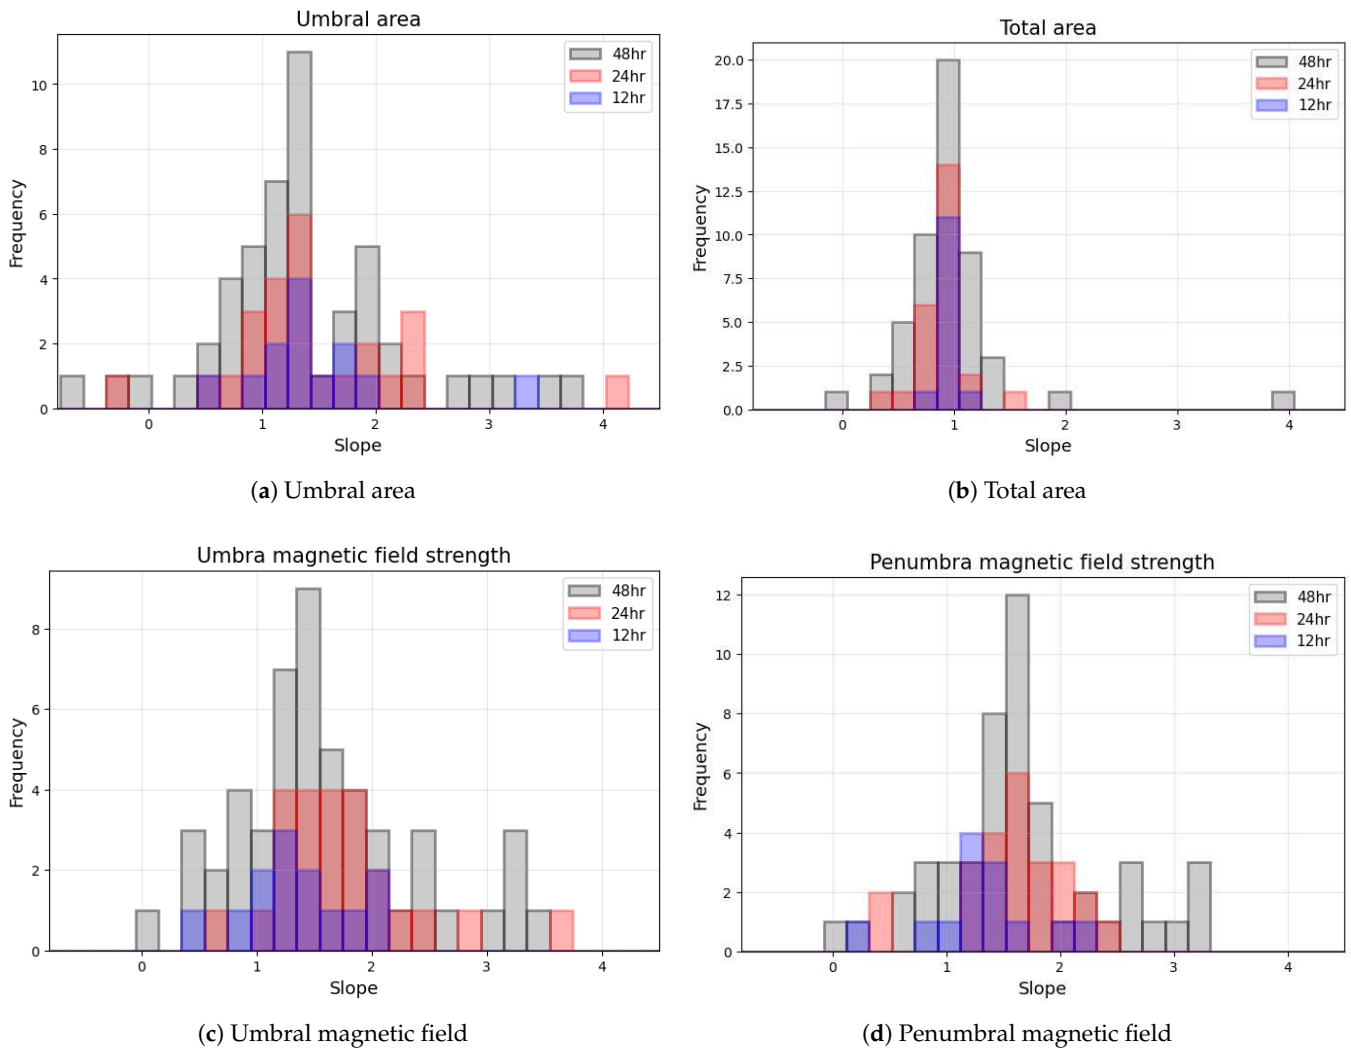 Umbral area
48hr
24hr
12hr
10
8
6
4
2
0
Frequency
0 1 2 3 4
Slope
(a) Umbral area
Total area
48hr
24hr
12hr
20.0
17.5
15.0
12.5
10.0
7.5
5.0
2.5
0.0
Frequency
0 1 2 3 4
Slope
(b) Total area
Umbra magnetic field strength
48hr
24hr
12hr
8
6
4
2
0
Frequency
0 1 2 3 4
Slope
(c) Umbral magnetic field
Penumbra magnetic field strength
48hr
24hr
12hr
12
10
8
6
4
2
0
Frequency
0 1 2 3 4
Slope
(d) Penumbral magnetic field